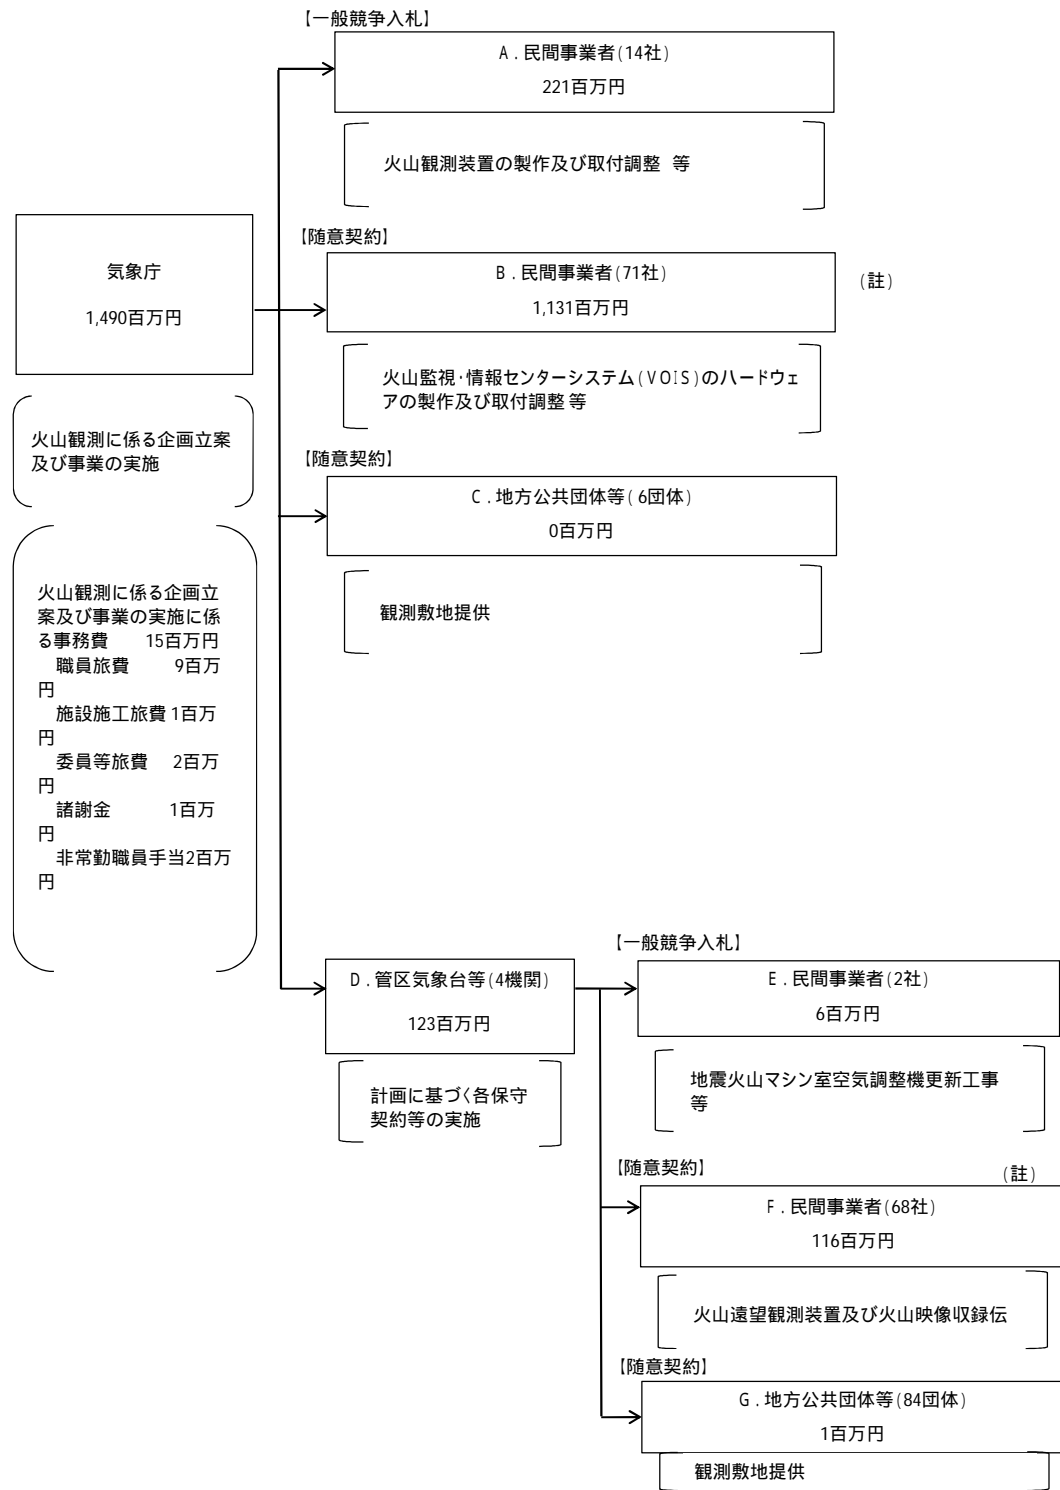 【一般競争入札】
A．民間事業者(14社)
221百万円
火山観測装置の製作及び取付調整 等
気象庁
1,490百万円
火山観測に係る企画立案
及び事業の実施
火山観測に係る企画立
案及び事業の実施に係
る事務費 15百万円
職員旅費 9百万
円
施設施工旅費 1百万
円
委員等旅費 2百万
円
諸謝金 1百万
円
非常勤職員手当2百万
円
【随意契約】
B．民間事業者(71社)
1,131百万円
(註)
火山監視・情報センターシステム(VOIS)のハードウェ
アの製作及び取付調整 等
【随意契約】
C．地方公共団体等(6団体)
0百万円
観測敷地提供
D．管区気象台等(4機関)
123百万円
計画に基づく各保守
契約等の実施
【一般競争入札】
E．民間事業者(2社)
6百万円
地震火山マシン室空気調整機更新工事
等
【随意契約】
(註)
F．民間事業者(68社)
116百万円
火山遠望観測装置及び火山映像収録伝
【随意契約】
G．地方公共団体等(84団体)
1百万円
観測敷地提供